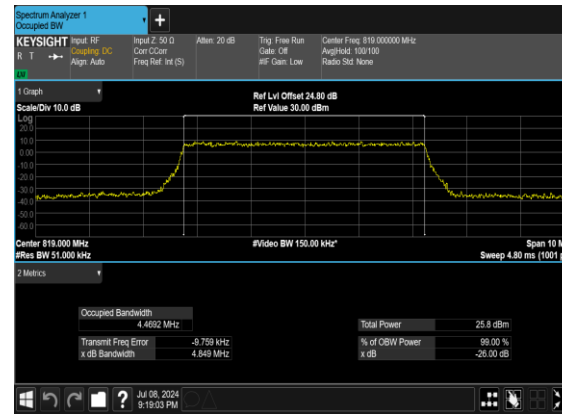 Spectrum Analyzer 1
Occupied BW
+
KEYSIGHT
R T
LV
Input: RF
Coupling: DC
Align: Auto
Input Z: 50 Ω
Corr CCorr
Freq Ref: Int (S)
Atten: 20 dB
Trig: Free Run
Gate: Off
#IF Gain: Low
Center Freq: 819.000000 MHz
Avg|Hold: 100/100
Radio Std: None
1 Graph
Scale/Div 10.0 dB
Ref Lvl Offset 24.80 dB
Ref Value 30.00 dBm
Log
20.0
10.0
0.00
-10.0
-20.0
-30.0
-40.0
-50.0
-60.0
Center 819.000 MHz
#Res BW 51.000 kHz
#Video BW 150.00 kHz*
Span 10 M
Sweep 4.80 ms (1001 p
2 Metrics
Occupied Bandwidth
4.4692 MHz
Transmit Freq Error -9.759 kHz
x dB Bandwidth 4.849 MHz
Total Power 25.8 dBm
% of OBW Power 99.00 %
x dB -26.00 dB
?
Jul 08, 2024
9:19:03 PM